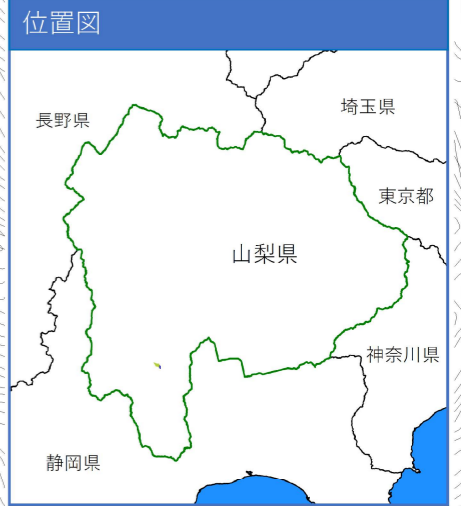 位置図
埼玉県
長野県
東京都
山梨県
神奈川県
静岡県